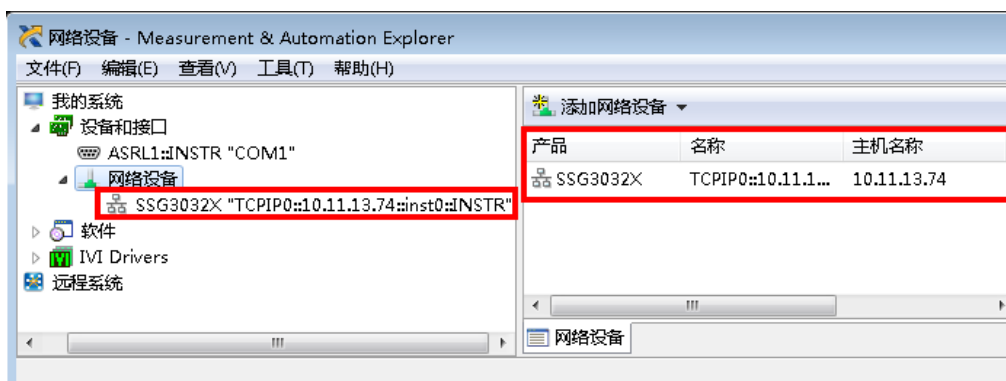 网络设备 - Measurement & Automation Explorer
文件(F) 编辑(E) 查看(V) 工具(T) 帮助(H)
我的系统
设备和接口
ASRL1::INSTR "COM1"
网络设备
SSG3032X "TCPIP0::10.11.13.74::inst0::INSTR"
软件
IVI Drivers
远程系统
添加网络设备
产品 名称 主机名称
SSG3032X TCPIP0::10.11.1... 10.11.13.74
网络设备